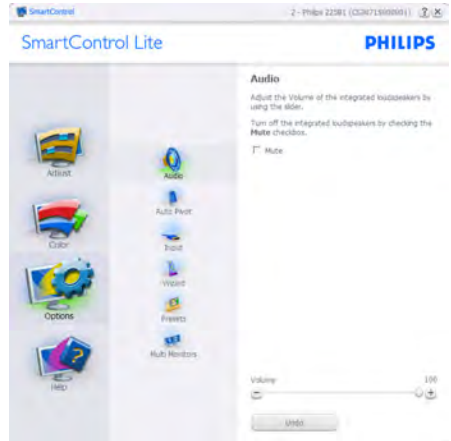 SmartControl
2 - Philips 225B1
SmartControl Lite
PHILIPS
Adjust
Color
Options
Help
Audio
Auto Pivot
Input
Wizard
Presets
Multi Monitors
Audio
Adjust the Volume of the integrated loudspeakers by
using the slider.
Turn off the integrated loudspeakers by checking the
Mute checkbox.
Mute
Volume
100
Undo